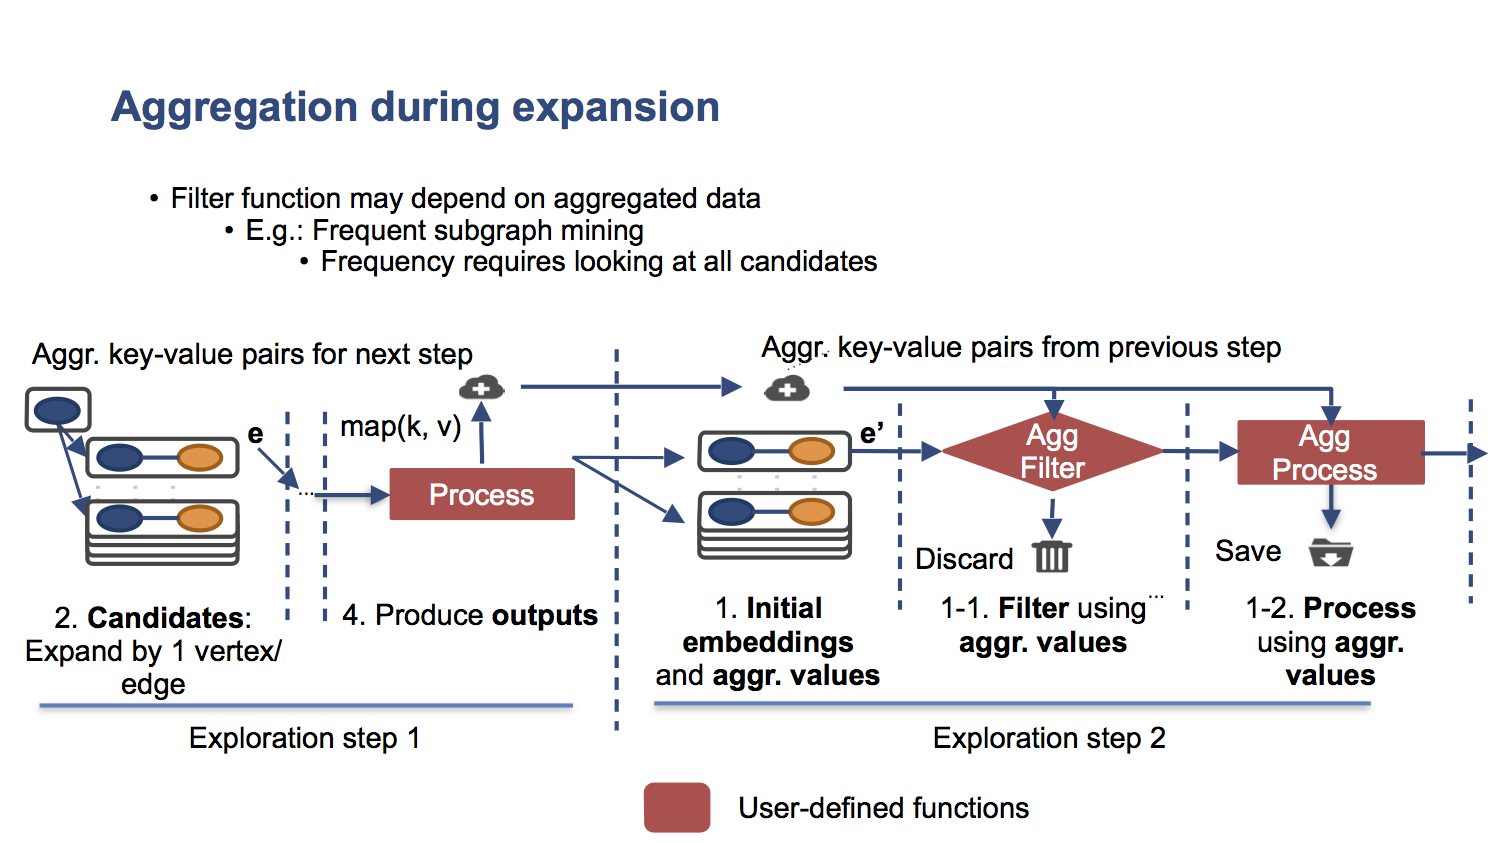 Aggregation during expansion
• Filter function may depend on aggregated data
• E.g.: Frequent subgraph mining
• Frequency requires looking at all candidates
Aggr. key-value pairs for next step
e
...
map(k, v)
Process
2. Candidates:
Expand by 1 vertex/
edge
4. Produce outputs
Exploration step 1
Aggr. key-value pairs from previous step
e’
Agg
Filter
Agg
Process
Discard
Save
1. Initial
embeddings
and aggr. values
1-1. Filter using
...
aggr. values
1-2. Process
using aggr.
values
Exploration step 2
User-defined functions